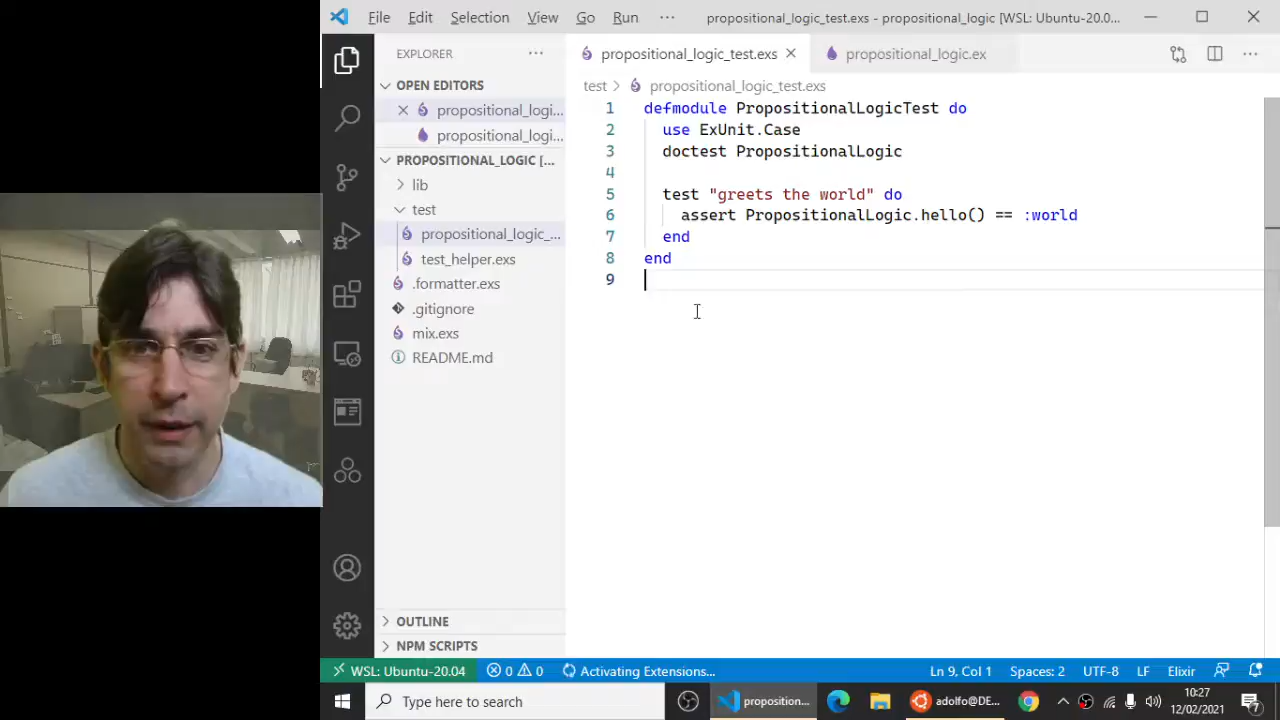 File Edit Selection View Go Run ··· propositional_logic_test.exs - propositional_logic [WSL: Ubuntu-20.0...
EXPLORER ···
propositional_logic_test.exs
propositional_logic.ex
OPEN EDITORS
propositional_logi...
propositional_logi...
PROPOSITIONAL_LOGIC [...
lib
test
propositional_logic_...
test_helper.exs
.formatter.exs
.gitignore
mix.exs
README.md
OUTLINE
NPM SCRIPTS
test > propositional_logic_test.exs
1 defmodule PropositionalLogicTest do
2 use ExUnit.Case
3 doctest PropositionalLogic
4
5 test "greets the world" do
6 assert PropositionalLogic.hello() == :world
7 end
8 end
9
WSL: Ubuntu-20.04 0 0 Activating Extensions... Ln 9, Col 1 Spaces: 2 UTF-8 LF Elixir
Type here to search
proposition...
adolfo@DE...
10:27
12/02/2021
7